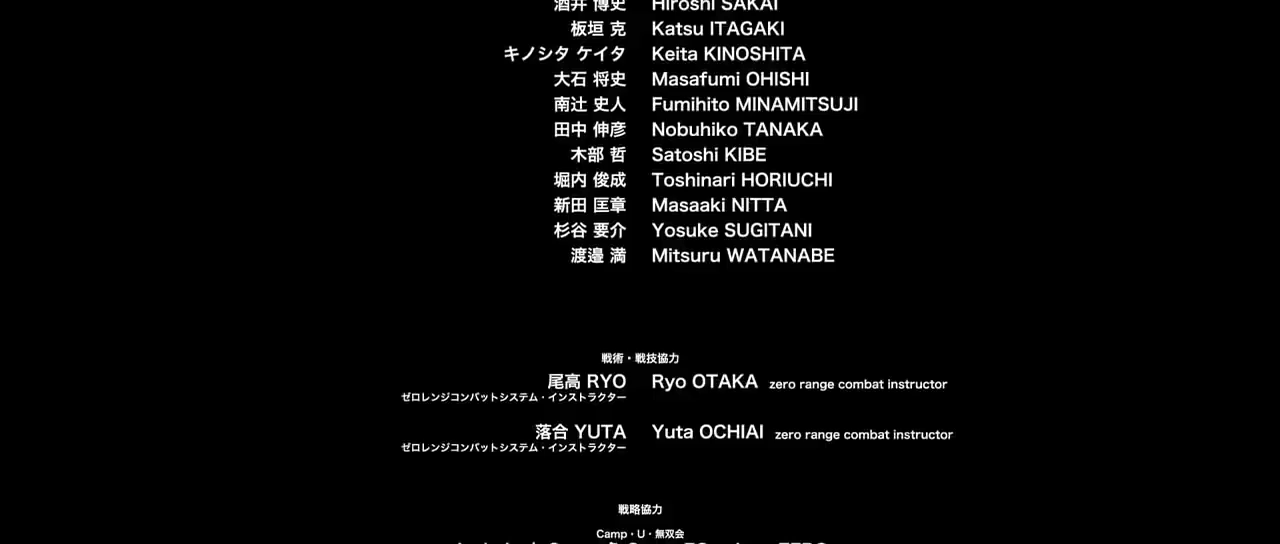 酒井 博史 Hiroshi SAKAI
板垣 克 Katsu ITAGAKI
キノシタ ケイタ Keita KINOSHITA
大石 将史 Masafumi OHISHI
南辻 史人 Fumihito MINAMITSUJI
田中 伸彦 Nobuhiko TANAKA
木部 哲 Satoshi KIBE
堀内 俊成 Toshinari HORIUCHI
新田 匡章 Masaaki NITTA
杉谷 要介 Yosuke SUGITANI
渡邉 満 Mitsuru WATANABE
戦術・戦技協力
尾高 RYO Ryo OTAKA zero range combat instructor
ゼロレンジコンバットシステム・インストラクター
落合 YUTA Yuta OCHIAI zero range combat instructor
ゼロレンジコンバットシステム・インストラクター
戦略協力
Camp・U・無双会